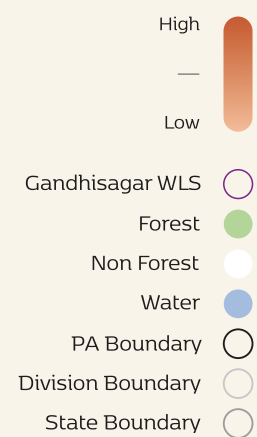 High
—
Low
Gandhisagar WLS
Forest
Non Forest
Water
PA Boundary
Division Boundary
State Boundary